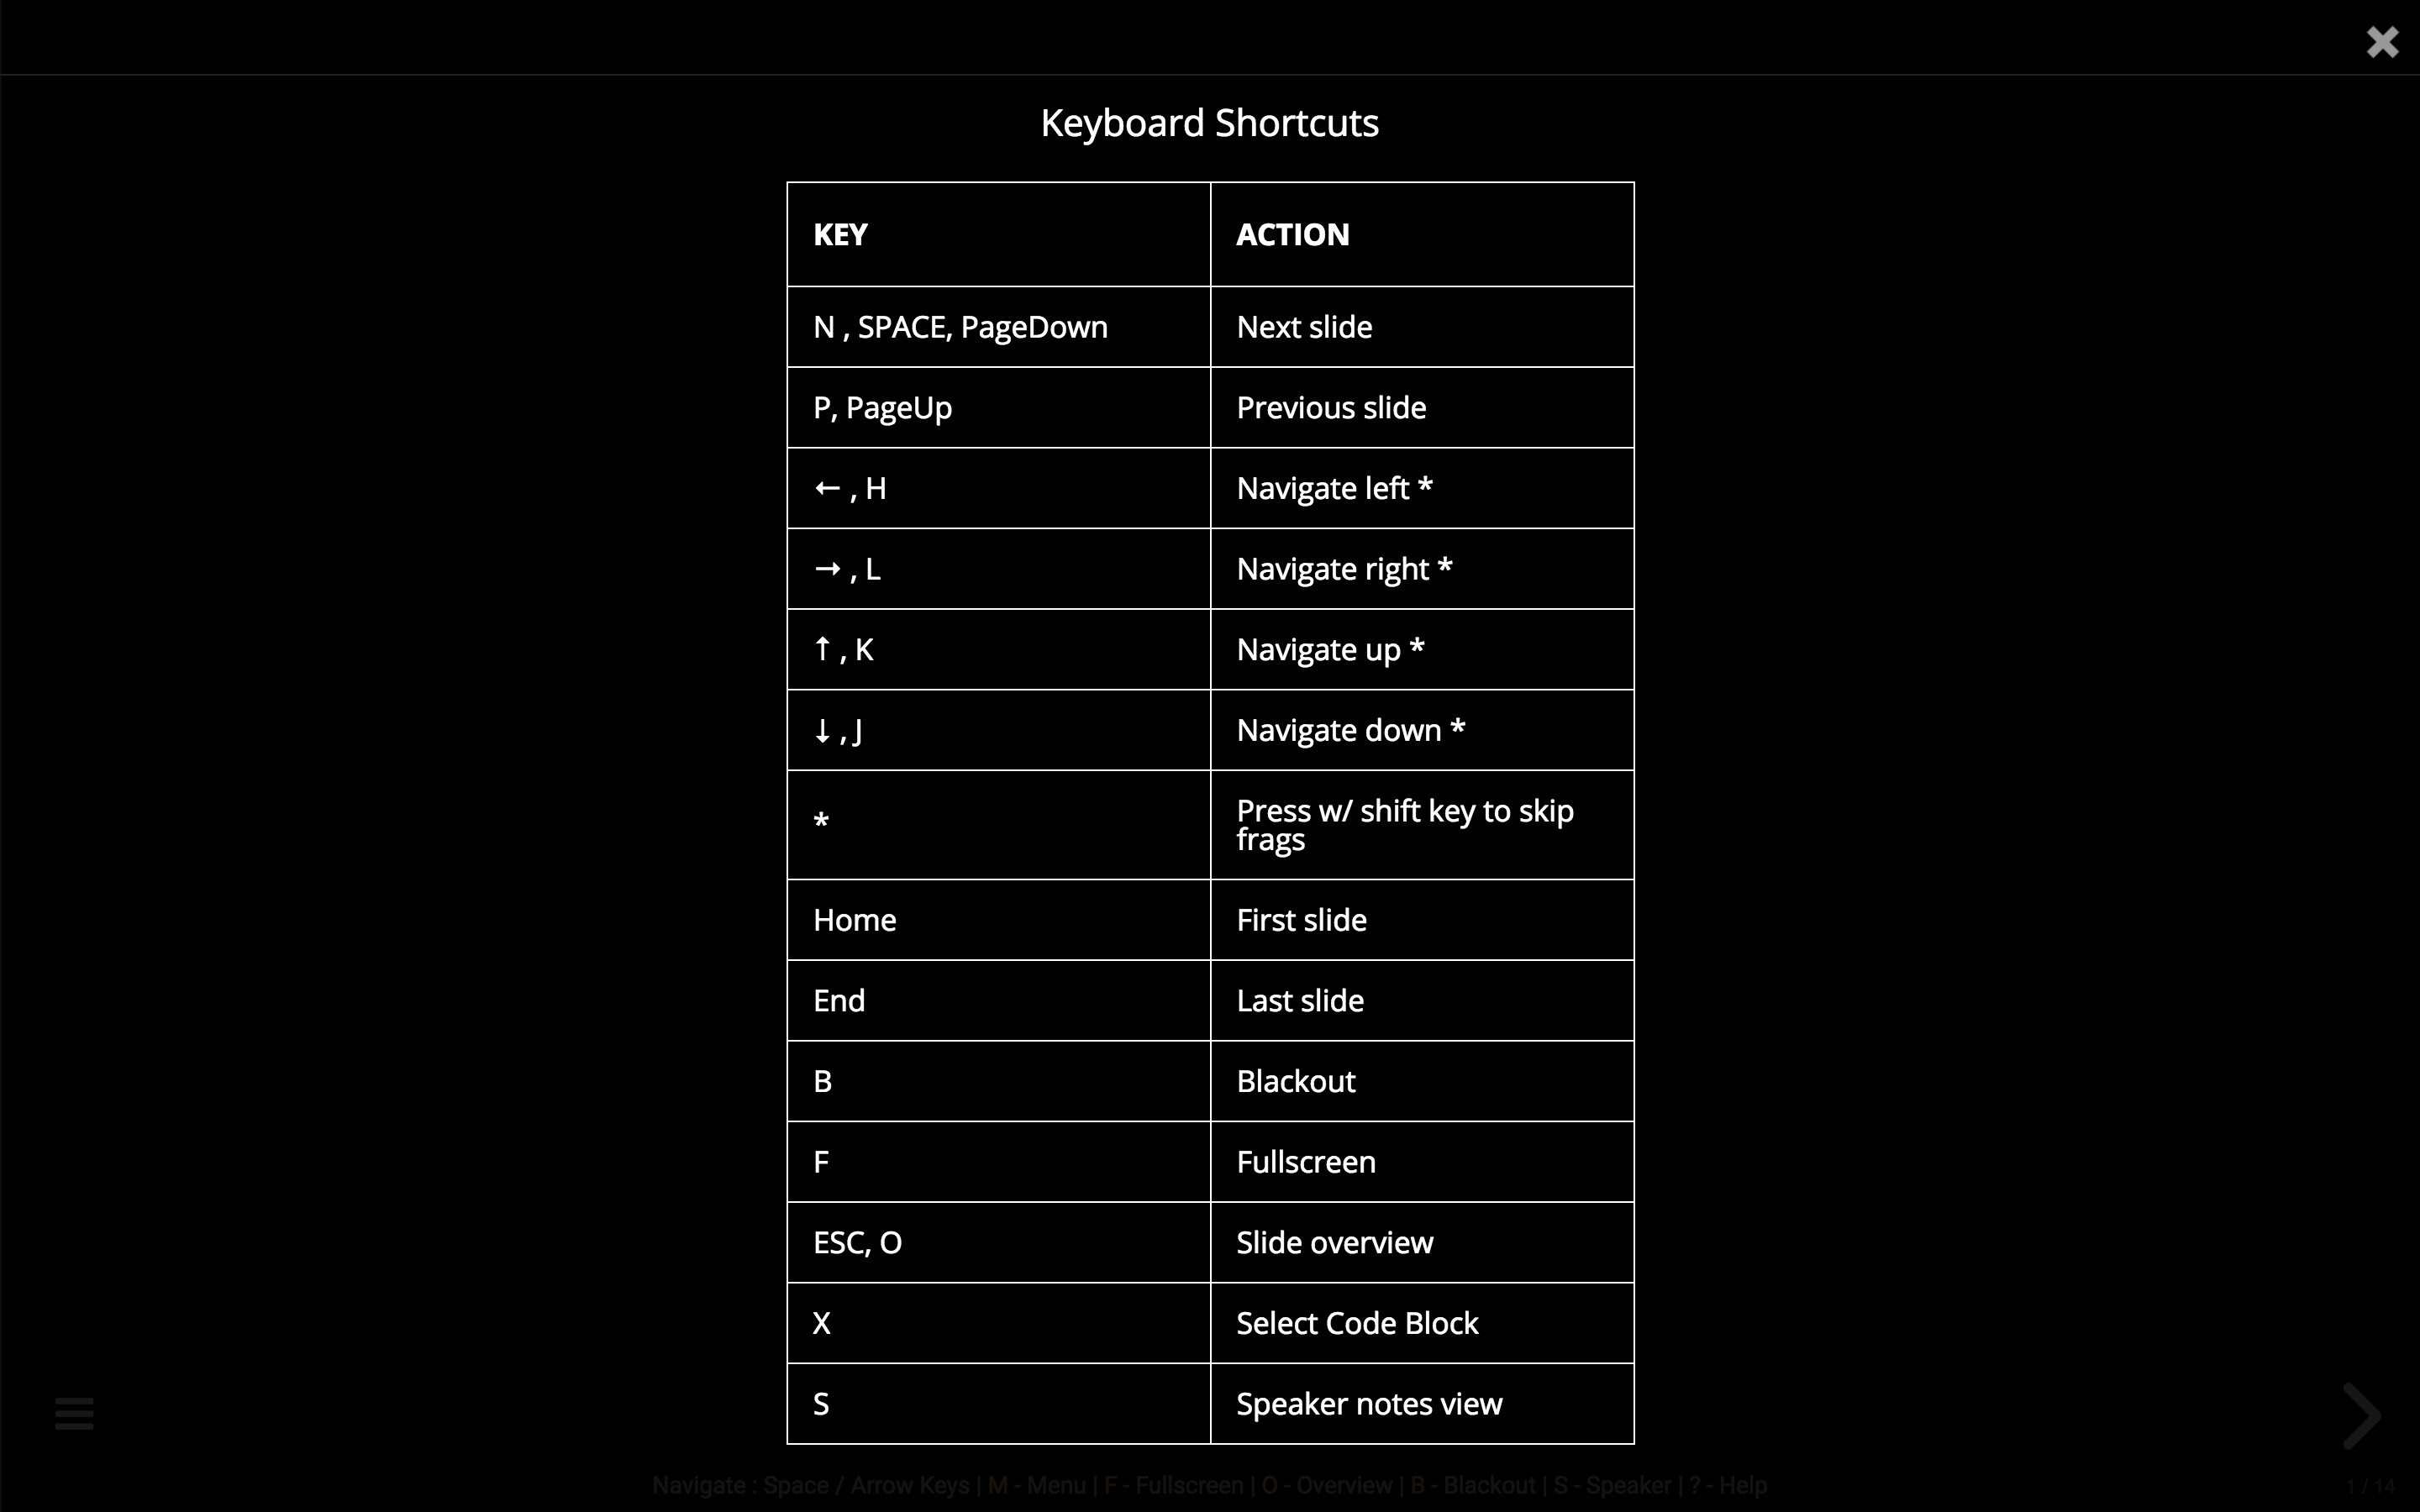 Keyboard Shortcuts
KEY ACTION
N , SPACE, PageDown Next slide
P, PageUp Previous slide
← , H Navigate left *
→ , L Navigate right *
↑ , K Navigate up *
↓ , J Navigate down *
* Press w/ shift key to skip
frags
Home First slide
End Last slide
B Blackout
F Fullscreen
ESC, O Slide overview
X Select Code Block
S Speaker notes view
Navigate : Space / Arrow Keys | M - Menu | F - Fullscreen | O - Overview | B - Blackout | S - Speaker | ? - Help
1 / 14